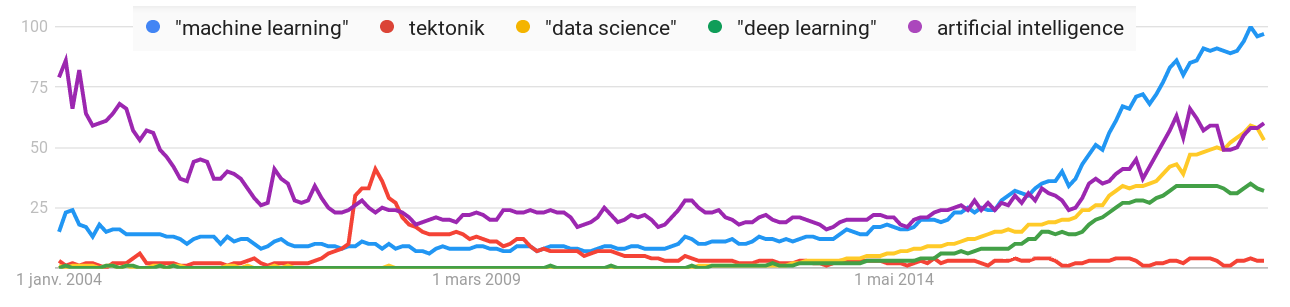 "machine learning" tektonik "data science" "deep learning" artificial intelligence
100
75
50
25
1 janv. 2004 1 mars 2009 1 mai 2014